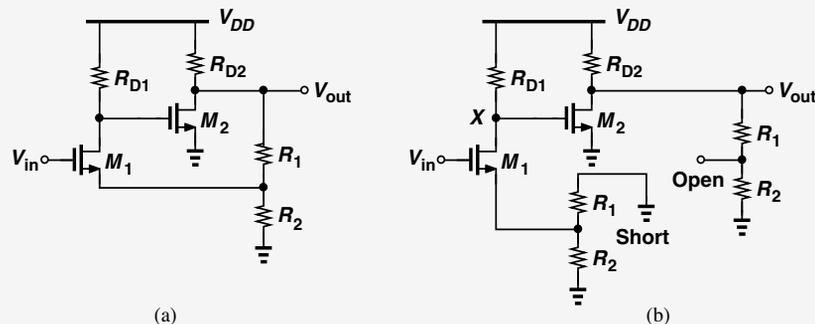 V_DD
R_D1
R_D2
V_out
M_2
V_in
M_1
R_1
R_2
(a)
V_DD
R_D1
R_D2
V_out
X
M_2
R_1
V_in
M_1
Open
R_2
R_1
Short
R_2
(b)